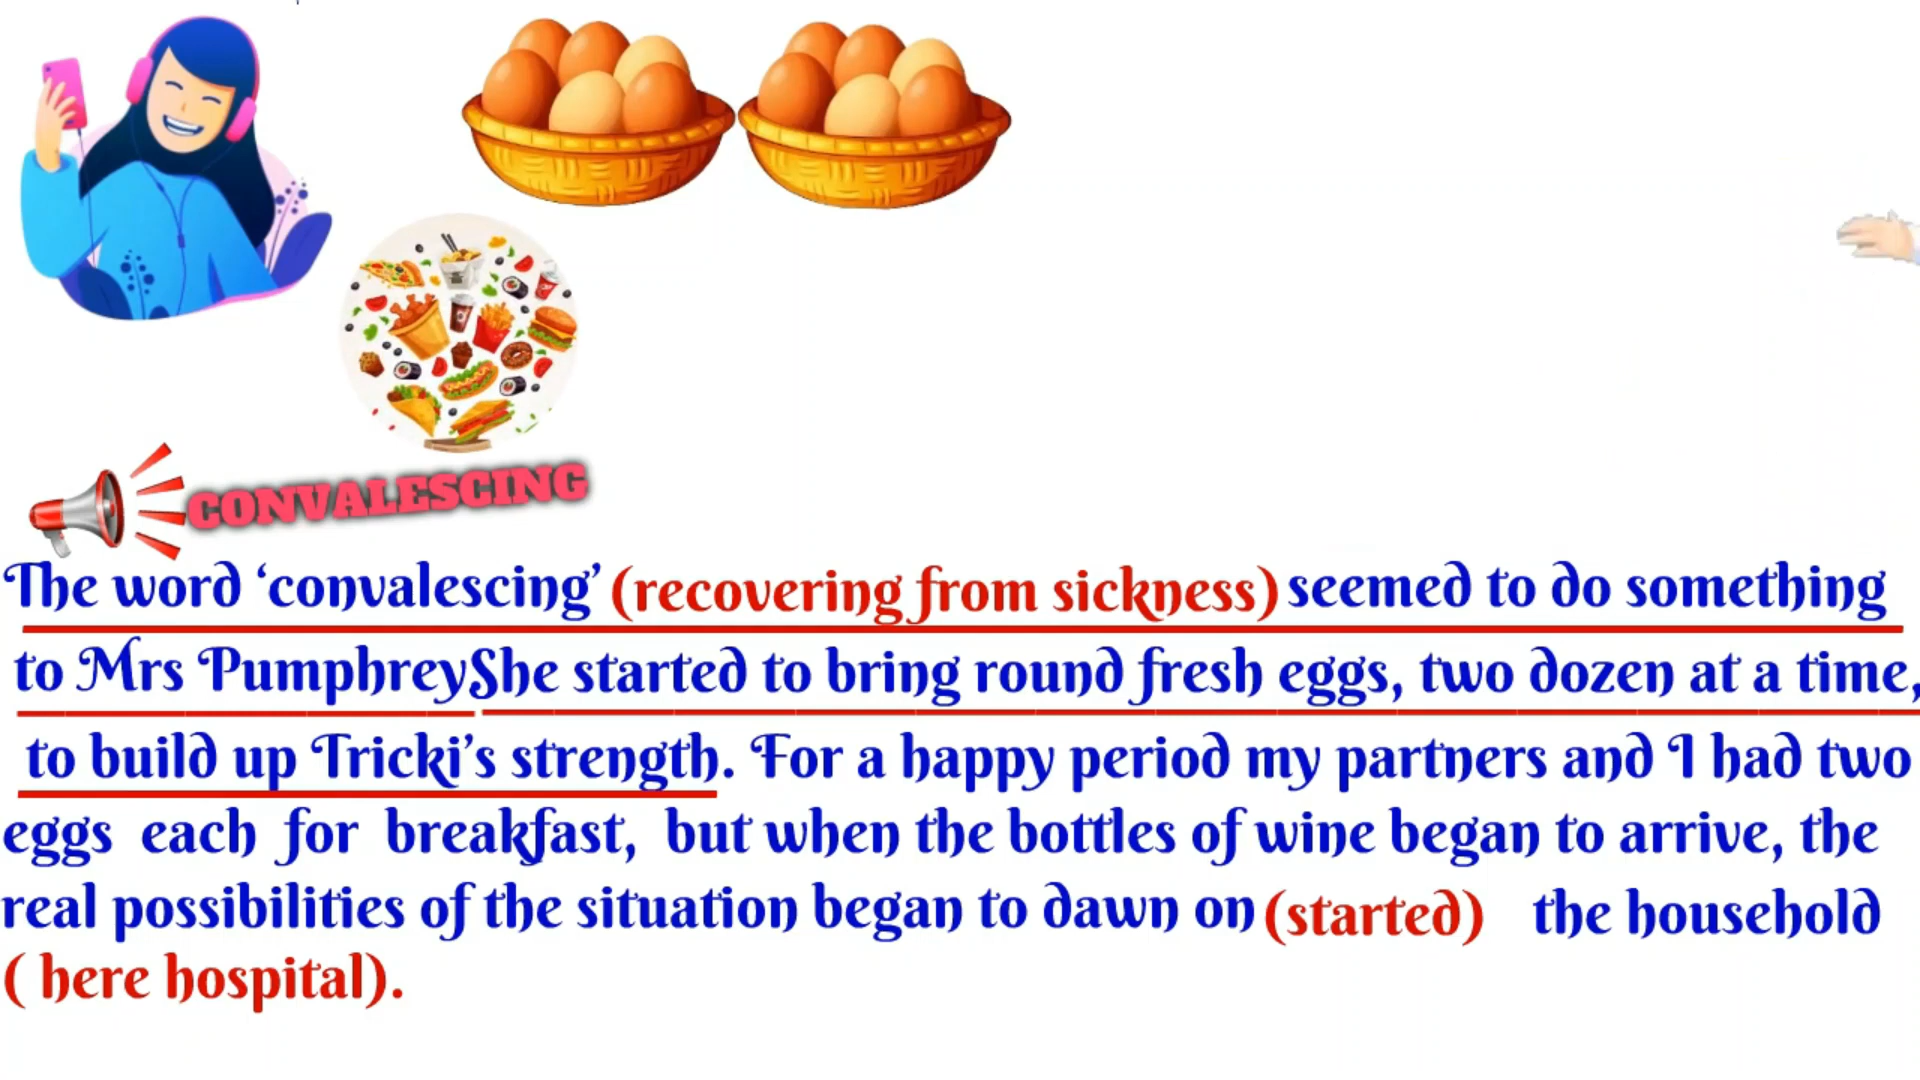 CONVALESCING
The word ‘convalescing’ (recovering from sickness) seemed to do something
to Mrs PumphreyShe started to bring round fresh eggs, two dozen at a time,
to build up Tricki’s strength. For a happy period my partners and I had two
eggs each for breakfast, but when the bottles of wine began to arrive, the
real possibilities of the situation began to dawn on (started) the household
( here hospital).